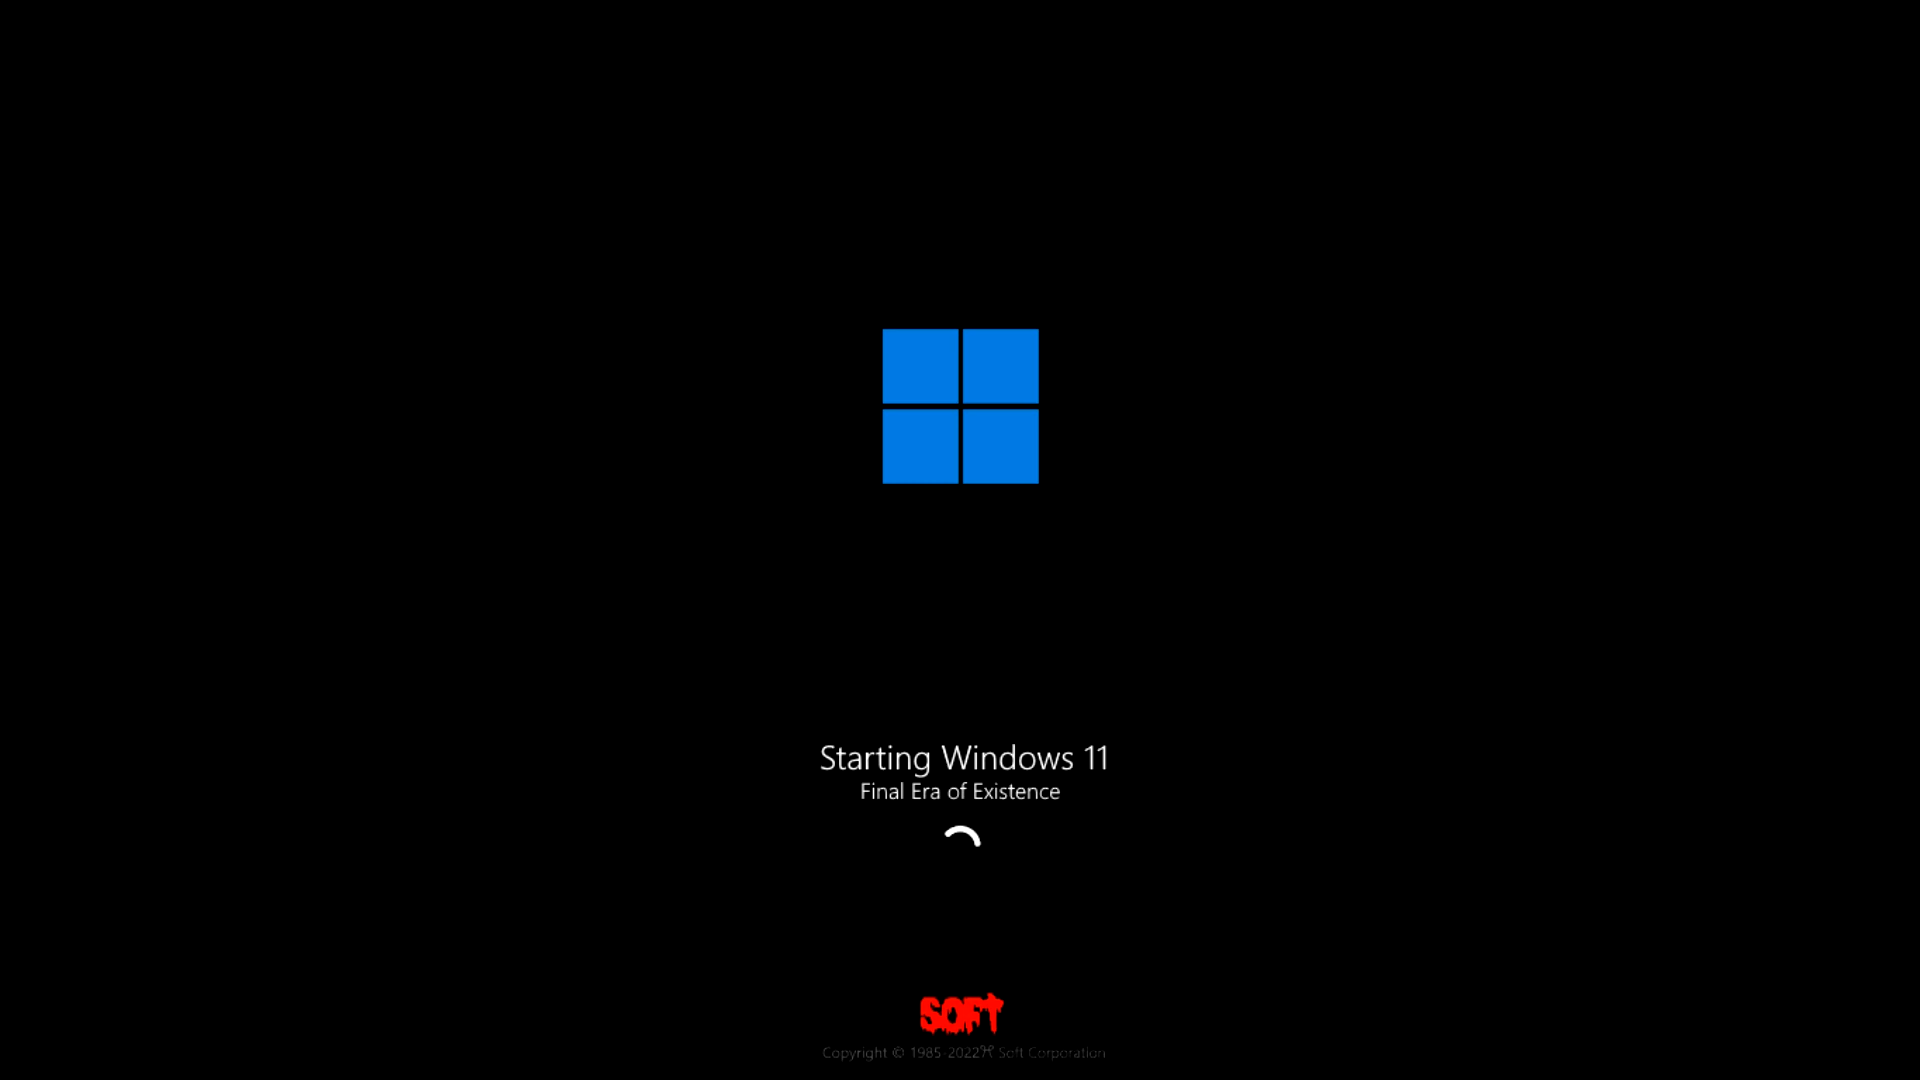 Starting Windows 11
Final Era of Existence
SOFT
Copyright © 1985-2022 Soft Corporation